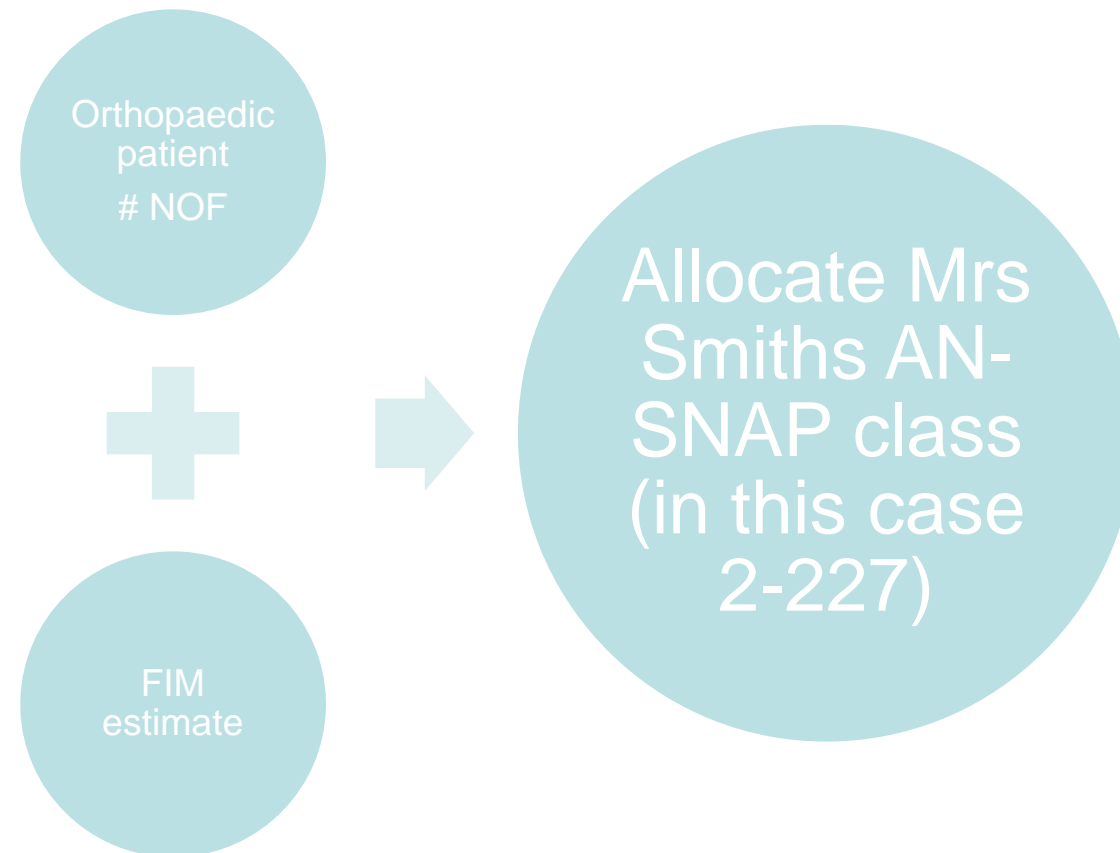 Orthopaedic
patient
# NOF
FIM
estimate
Allocate Mrs
Smiths AN-
SNAP class
(in this case
2-227)